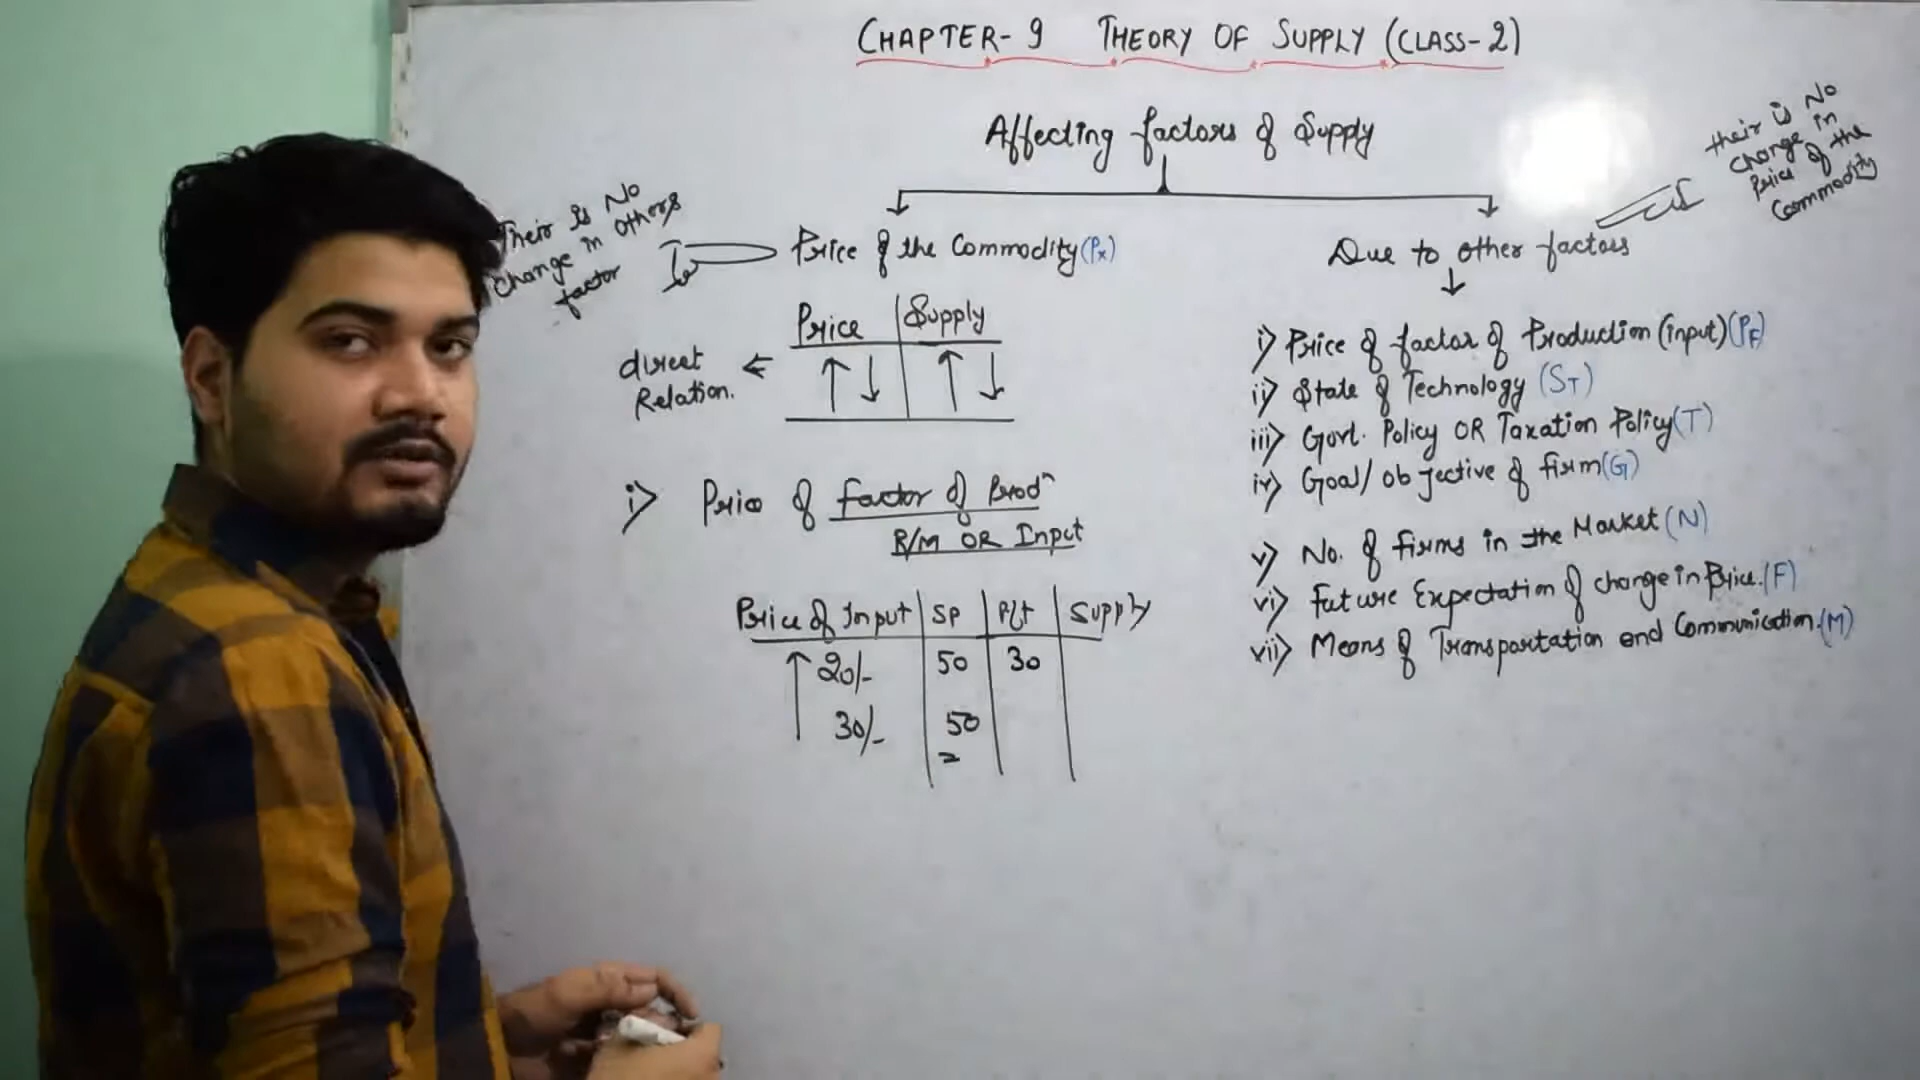 CHAPTER-9 THEORY OF SUPPLY (CLASS-2)
Affecting factors of Supply
Their is No
change in others
factor
Price of the Commodity (Px)
their is No
change in
Price of the
Commodity
Due to other factors
Price | Supply
↑ ↓ | ↑ ↓
direct
Relation.
i) Price of factor of Prodn
R/M OR Input
Price of Input | SP | Pft | Supply
↑ 20/- | 50 | 30
30/- | 50
=
i) Price of factor of Production (input) (PF)
ii) State of Technology (ST)
iii) Govt. Policy OR Taxation Policy (T)
iv) Goal/objective of firm (G)
v) No. of firms in the Market (N)
vi) Future Expectation of change in Price. (F)
vii) Means of Transportation and Communication. (M)